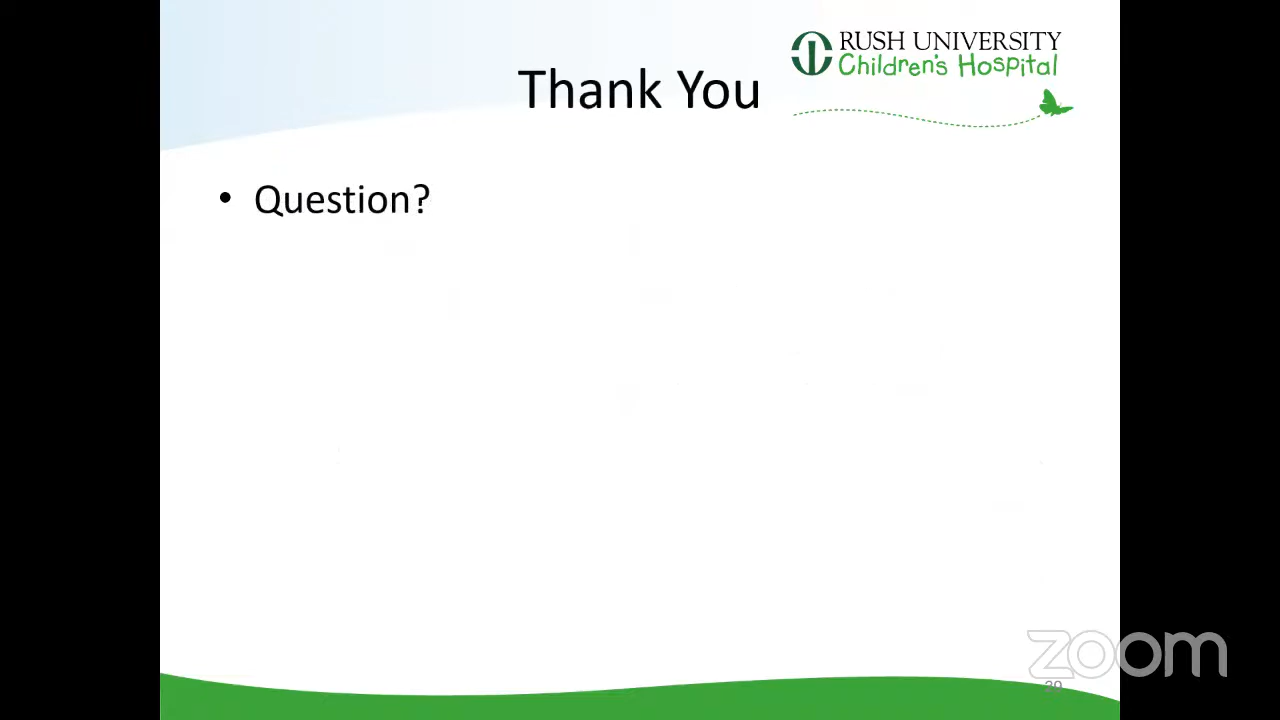 RUSH UNIVERSITY
Children's Hospital
Thank You
• Question?
zoom